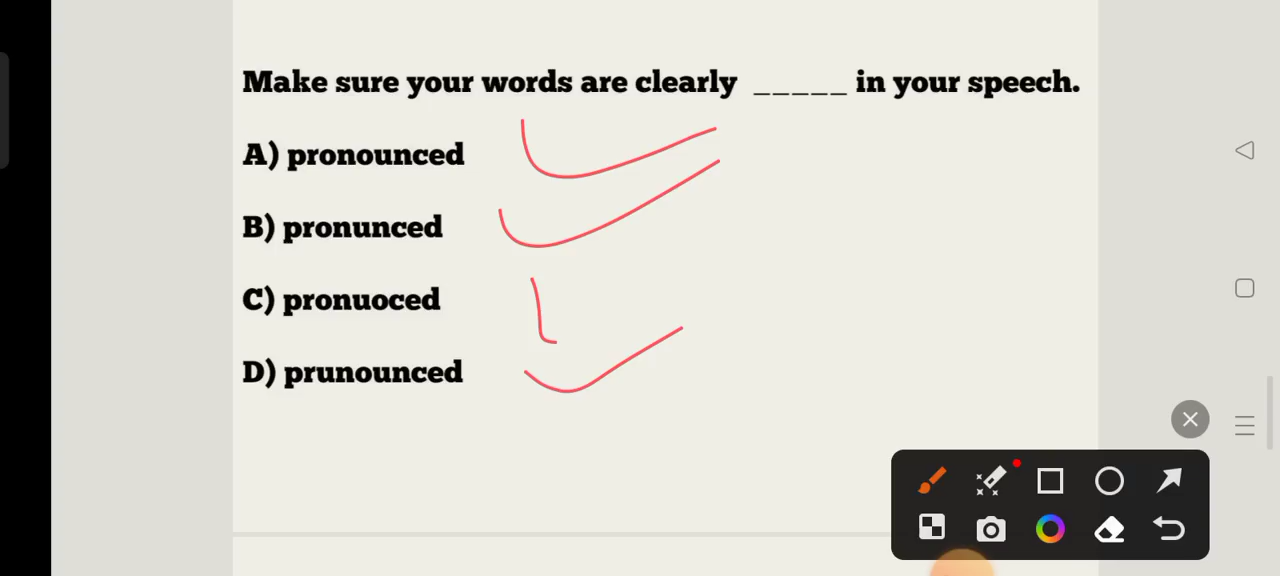 Make sure your words are clearly _____ in your speech.
A) pronounced
B) pronunced
C) pronuoced
D) prunounced